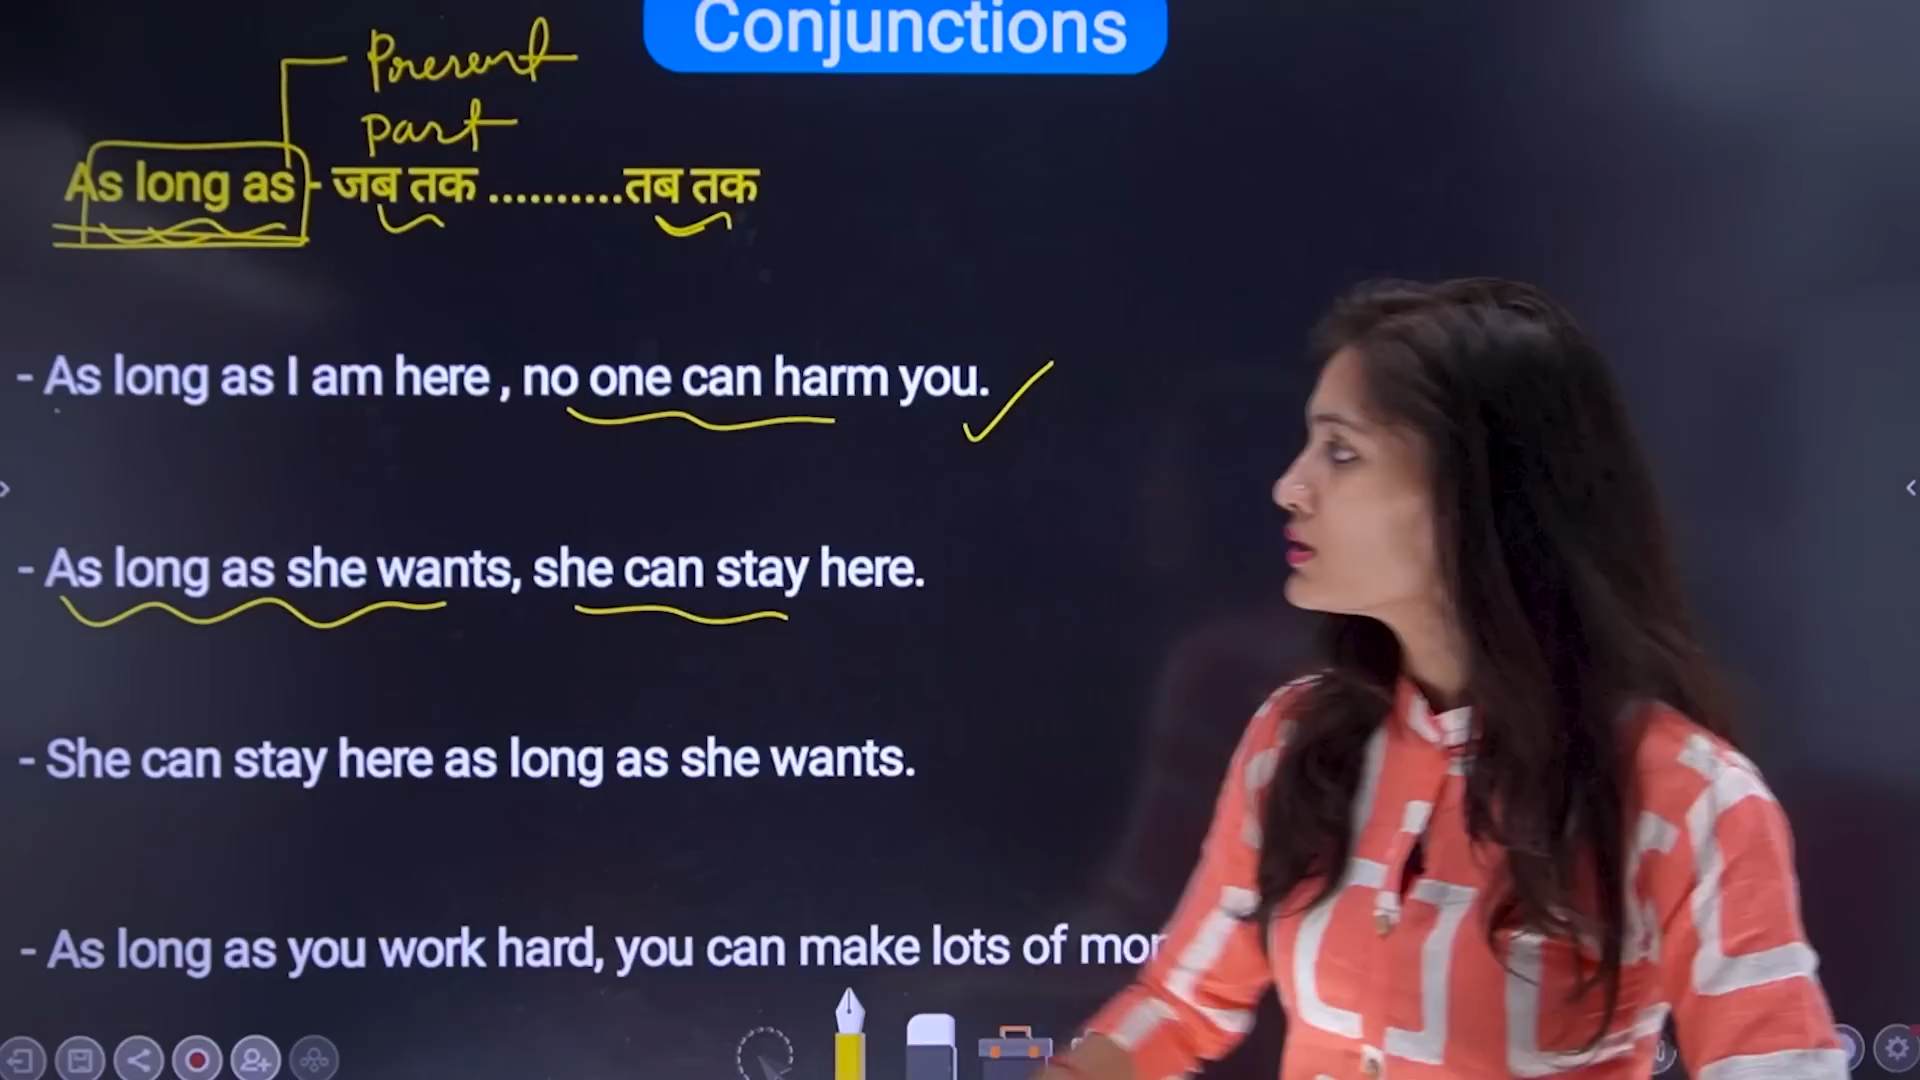 Conjunctions
Present
Part
As long as - जब तक ..........तब तक
- As long as I am here , no one can harm you.
- As long as she wants, she can stay here.
- She can stay here as long as she wants.
- As long as you work hard, you can make lots of